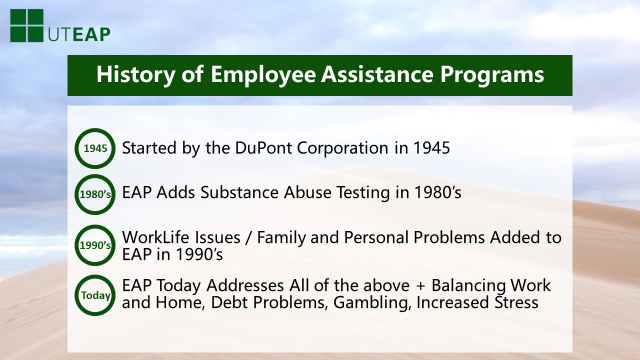 UTEAP
History of Employee Assistance Programs
1945
Started by the DuPont Corporation in 1945
1980's
EAP Adds Substance Abuse Testing in 1980's
1990's
WorkLife Issues / Family and Personal Problems Added to
EAP in 1990's
Today
EAP Today Addresses All of the above + Balancing Work
and Home, Debt Problems, Gambling, Increased Stress